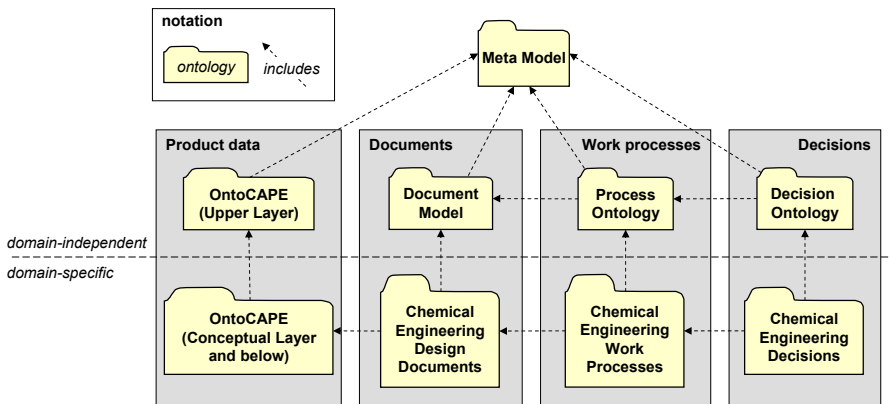 notation
ontology
includes
Meta Model
Product data
Documents
Work processes
Decisions
OntoCAPE
(Upper Layer)
Document
Model
Process
Ontology
Decision
Ontology
domain-independent
domain-specific
OntoCAPE
(Conceptual Layer
and below)
Chemical
Engineering
Design
Documents
Chemical
Engineering
Work
Processes
Chemical
Engineering
Decisions